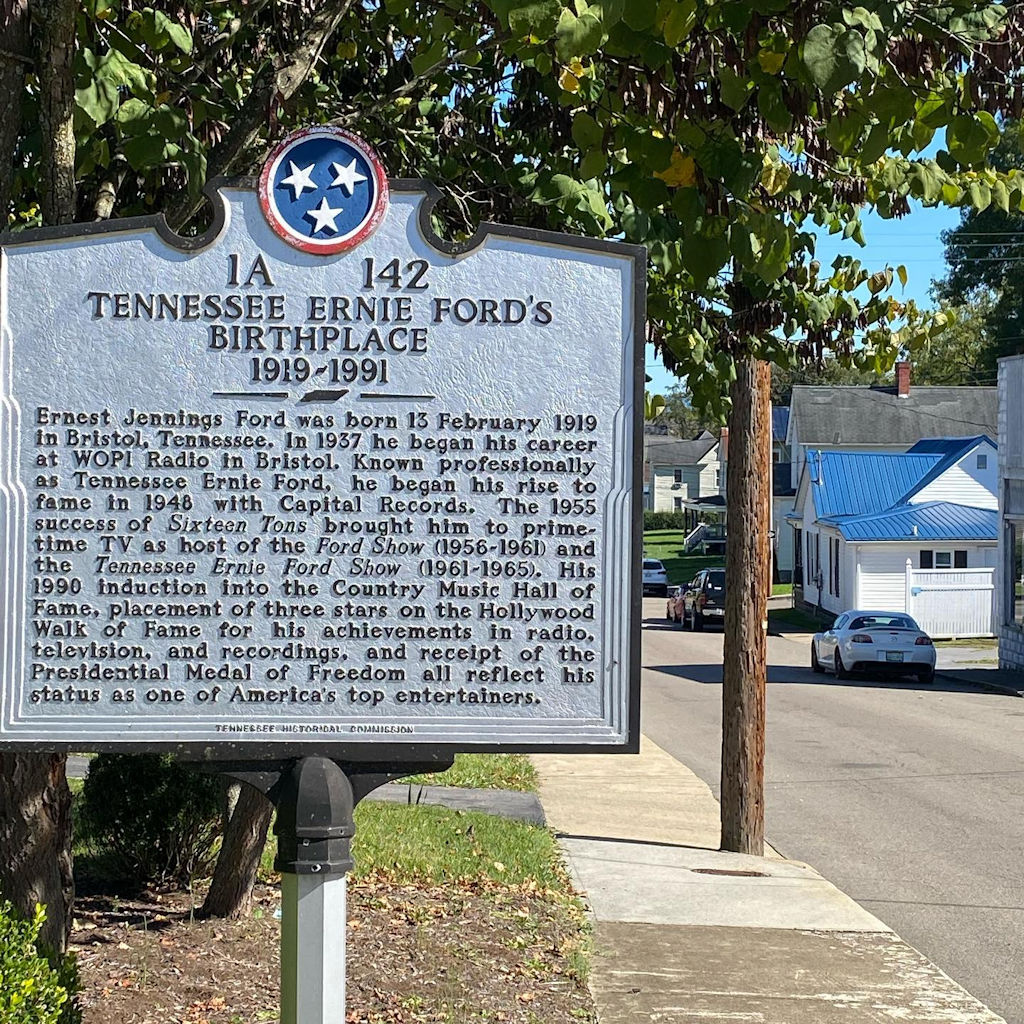 1A 142
TENNESSEE ERNIE FORD'S
BIRTHPLACE
1919-1991
Ernest Jennings Ford was born 13 February 1919
in Bristol, Tennessee. In 1937 he began his career
at WOPI Radio in Bristol. Known professionally
as Tennessee Ernie Ford, he began his rise to
fame in 1948 with Capital Records. The 1955
success of Sixteen Tons brought him to prime-
time TV as host of the Ford Show (1956-1961) and
the Tennessee Ernie Ford Show (1961-1965). His
1990 induction into the Country Music Hall of
Fame, placement of three stars on the Hollywood
Walk of Fame for his achievements in radio,
television, and recordings, and receipt of the
Presidential Medal of Freedom all reflect his
status as one of America's top entertainers.
TENNESSEE HISTORICAL COMMISSION